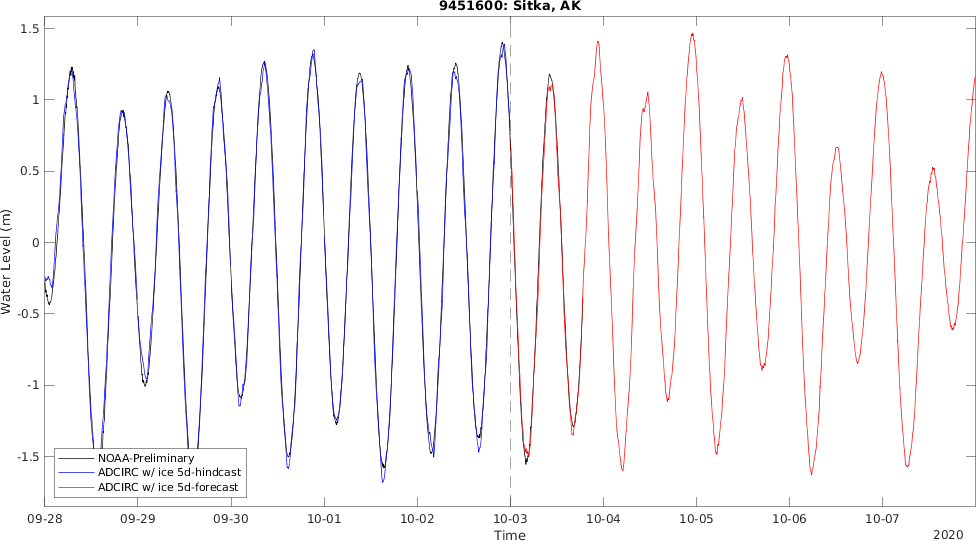 9451600: Sitka, AK
1.5
1
0.5
0
-0.5
-1
-1.5
Water Level (m)
NOAA-Preliminary
ADCIRC w/ ice 5d-hindcast
ADCIRC w/ ice 5d-forecast
09-28 09-29 09-30 10-01 10-02 10-03 10-04 10-05 10-06 10-07
Time
2020